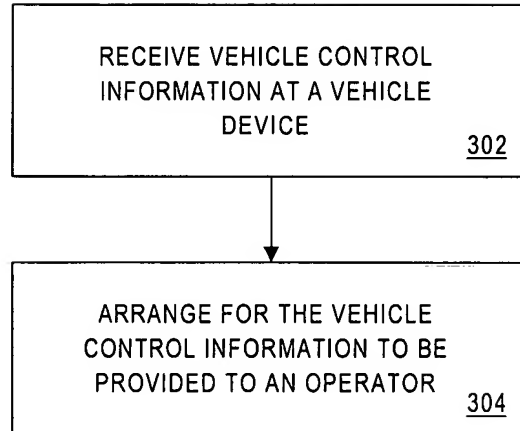 RECEIVE VEHICLE CONTROL
INFORMATION AT A VEHICLE
DEVICE
302
ARRANGE FOR THE VEHICLE
CONTROL INFORMATION TO BE
PROVIDED TO AN OPERATOR
304